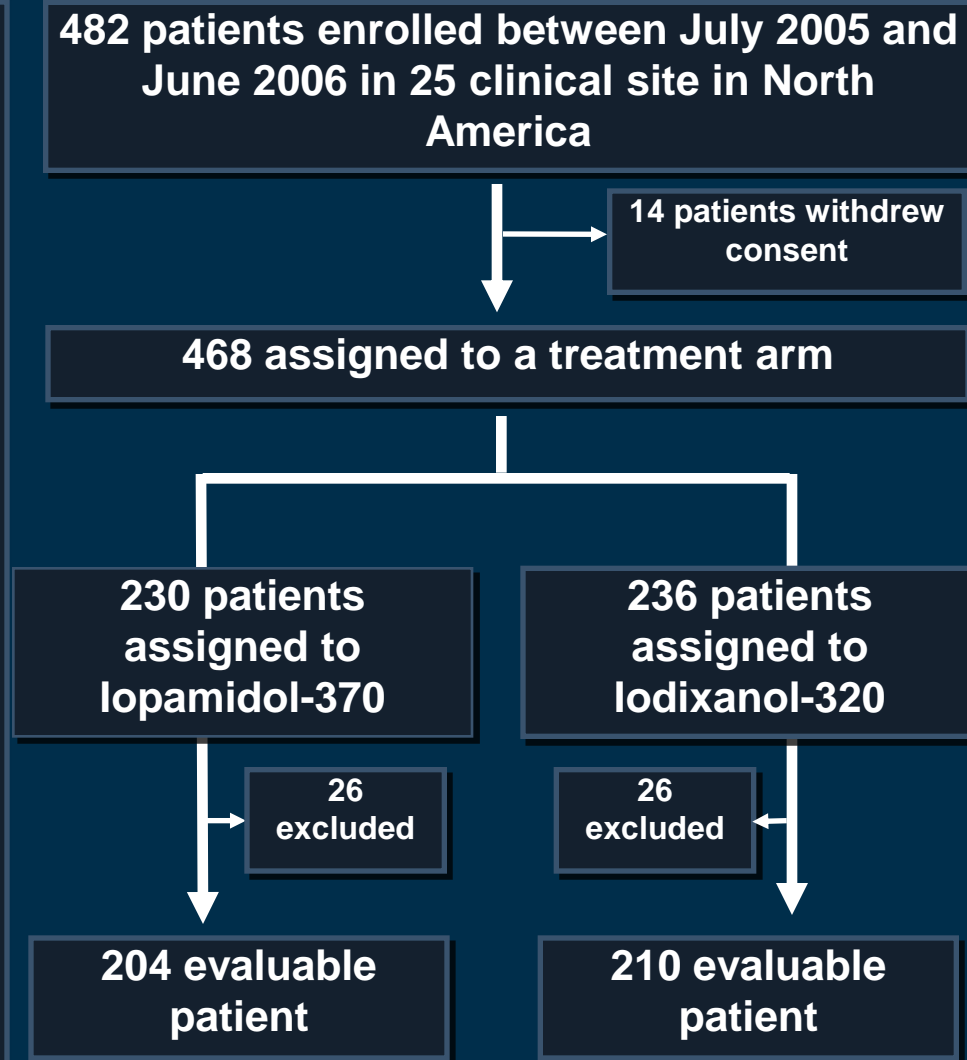 482 patients enrolled between July 2005 and
June 2006 in 25 clinical site in North
America
14 patients withdrew
consent
468 assigned to a treatment arm
230 patients
assigned to
Iopamidol-370
236 patients
assigned to
Iodixanol-320
26
excluded
26
excluded
204 evaluable
patient
210 evaluable
patient